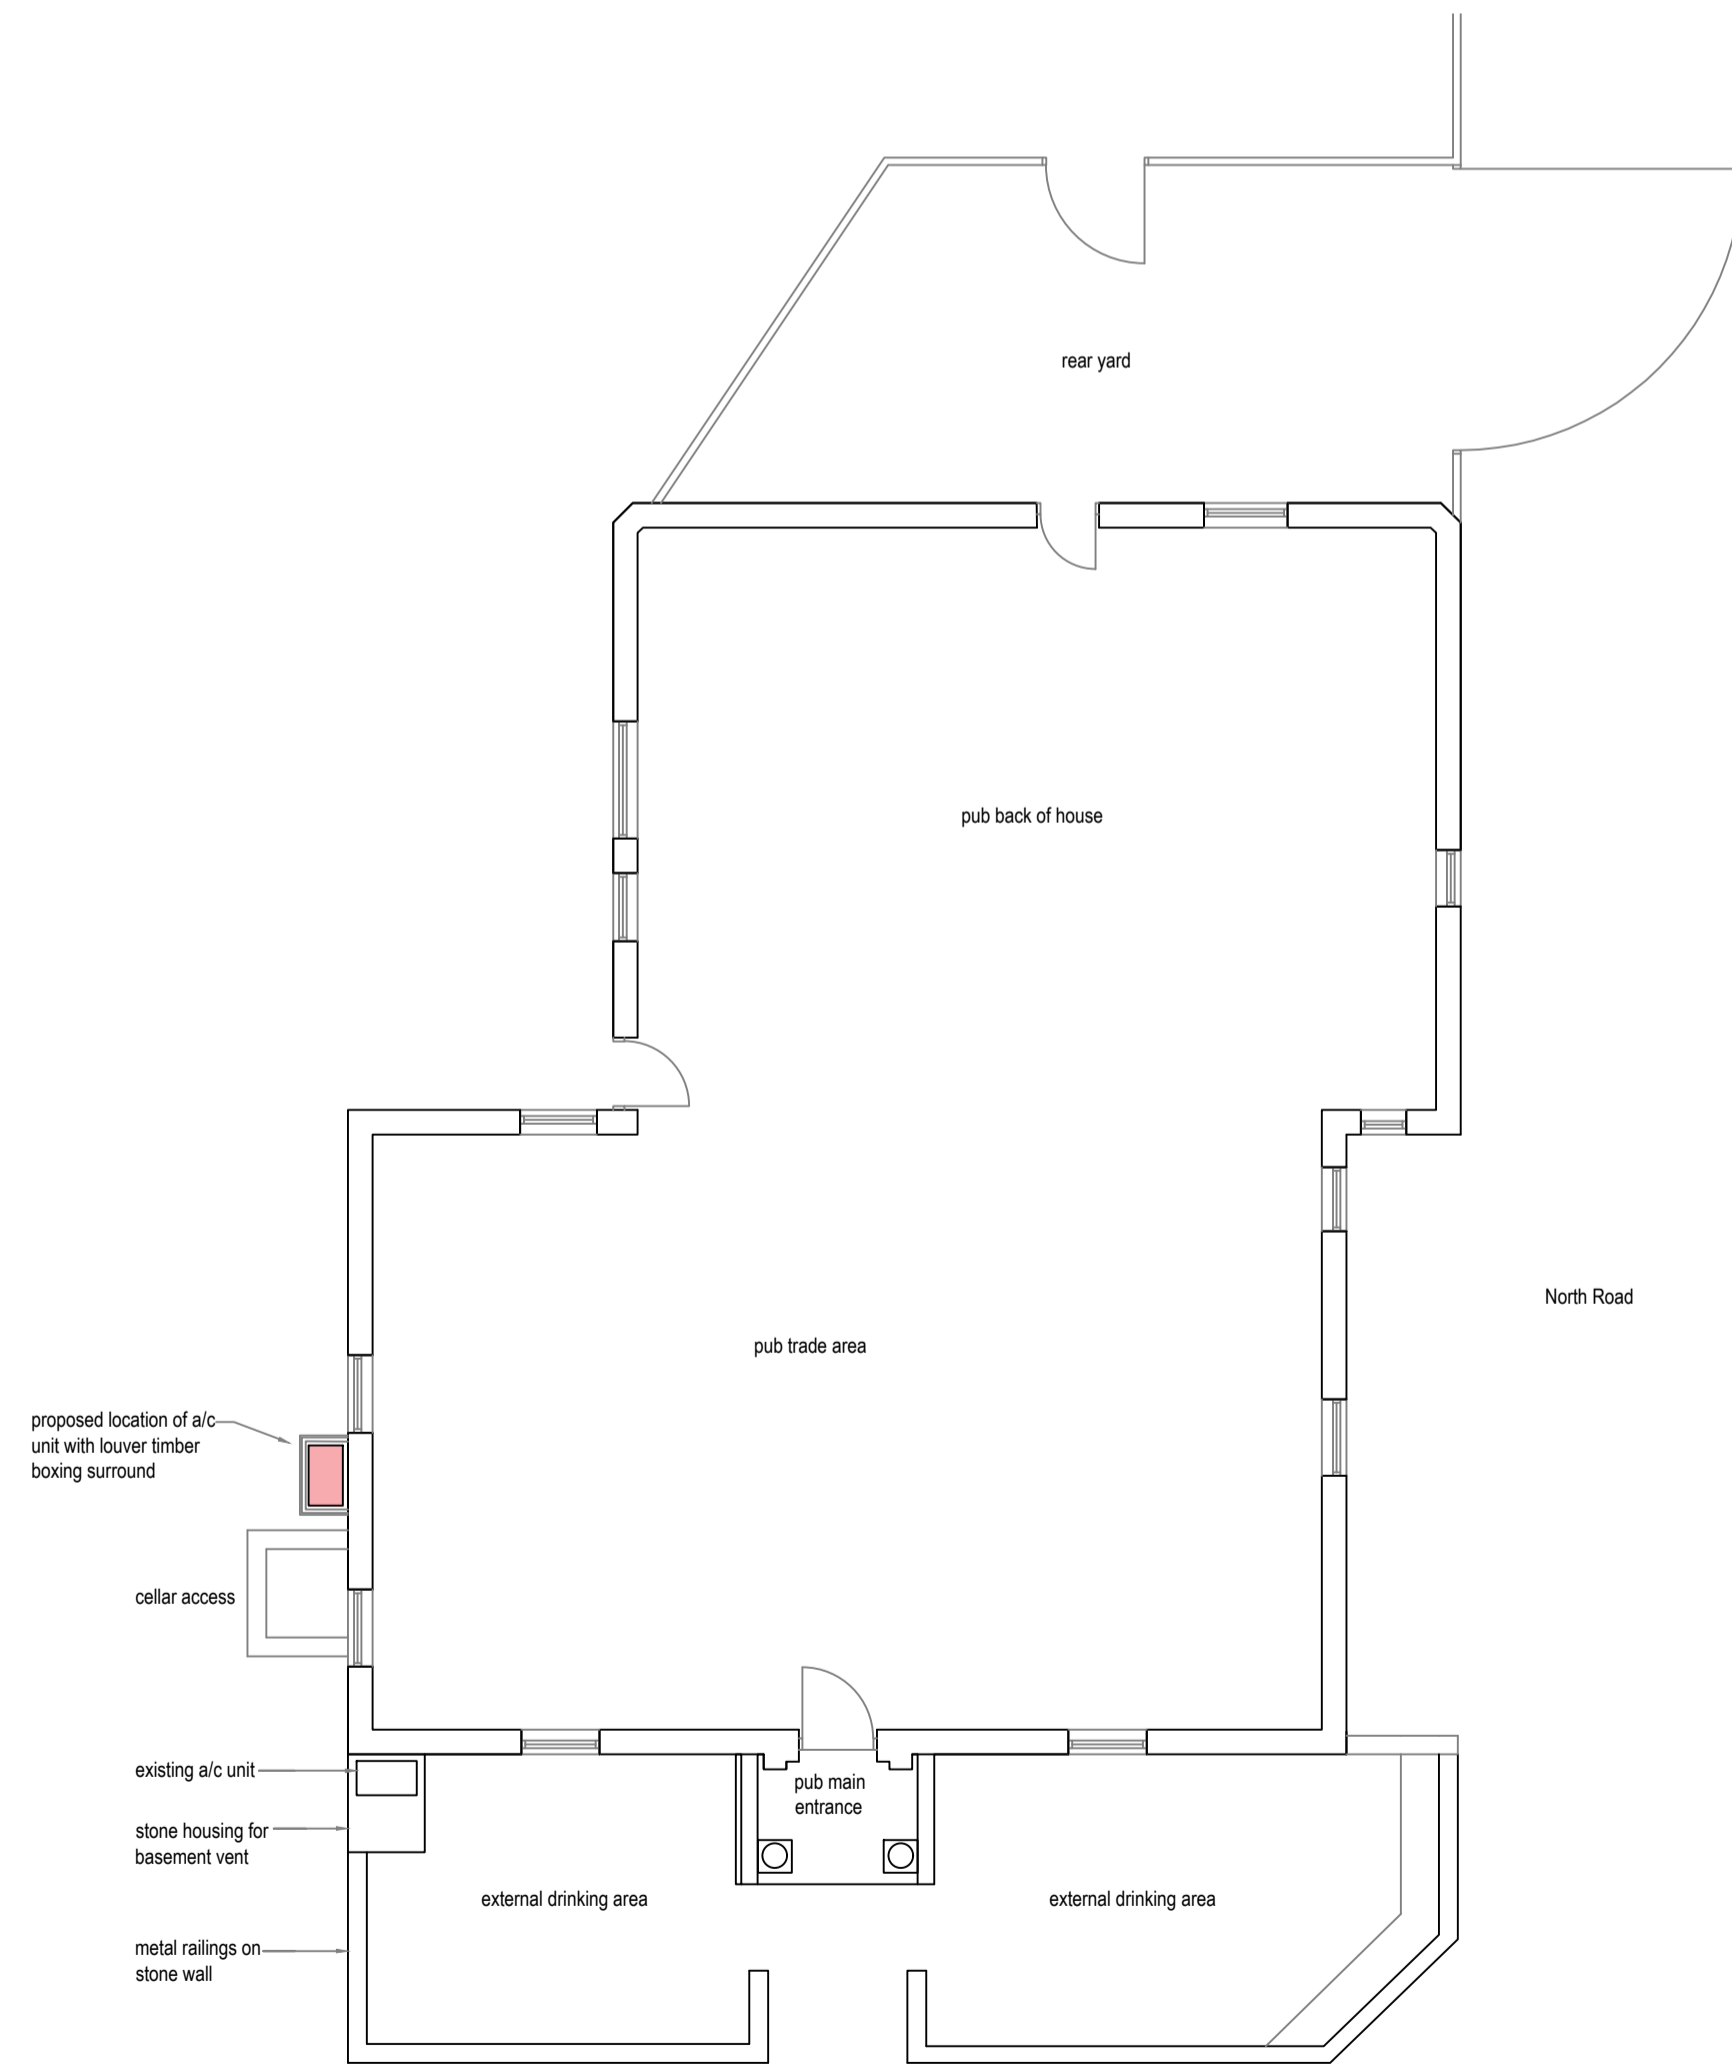 rear yard
pub back of house
North Road
pub trade area
proposed location of a/c
unit with louver timber
boxing surround
cellar access
existing a/c unit
pub main
entrance
stone housing for
basement vent
external drinking area
external drinking area
metal railings on
stone wall